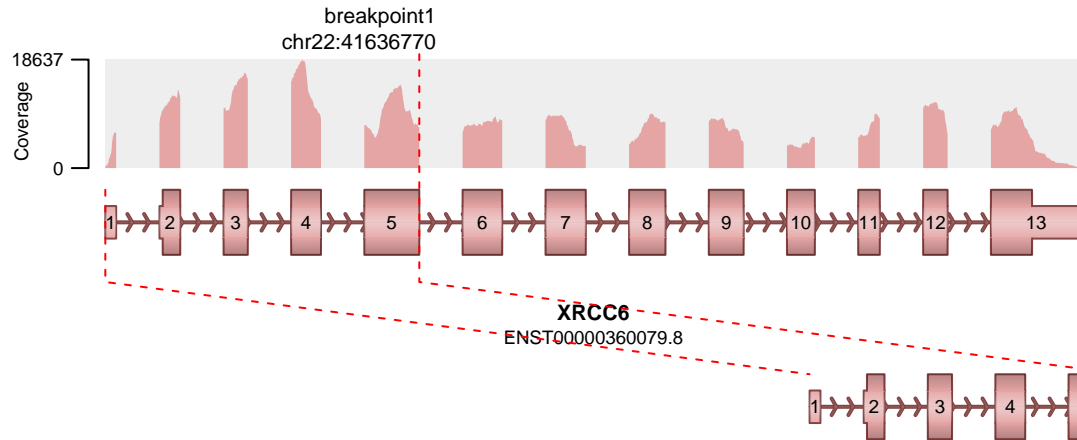 breakpoint1
chr22:41636770
18637
Coverage
0
1 2 3 4 5 6 7 8 9 10 11 12 13
XRCC6
ENST00000360079.8
1 2 3 4